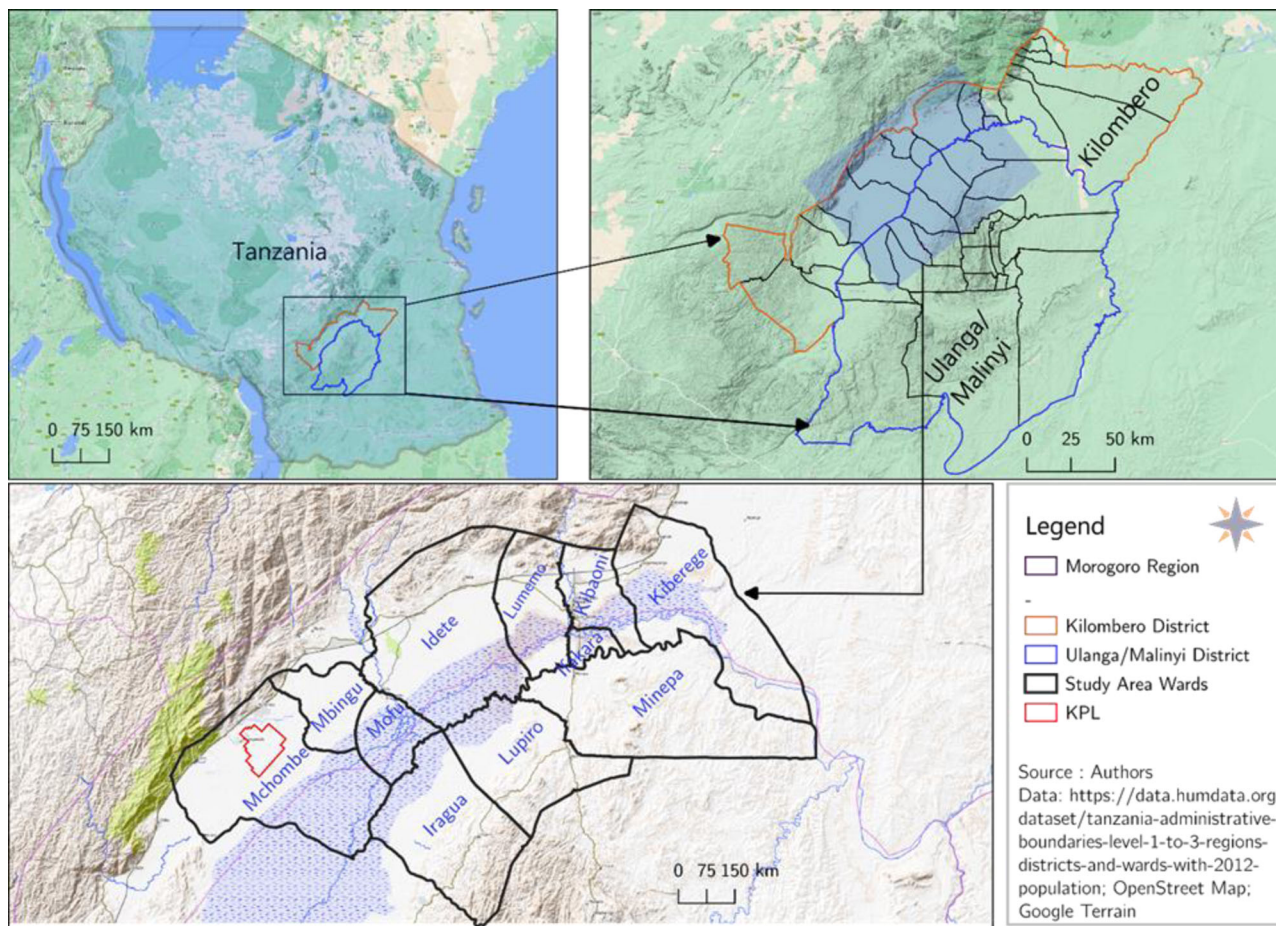 Tanzania
0 75 150 km
Kilombero
Ulanga/
Malinyi
0 25 50 km
Lumemo
Kibaoni
Kiberege
Idete
Ifakara
Minepa
Mbingu
Mofu
Lupiro
Mchombe
Iragua
0 75 150 km
Legend
Morogoro Region
-
Kilombero District
Ulanga/Malinyi District
Study Area Wards
KPL
Source : Authors
Data: https://data.humdata.org
dataset/tanzania-administrative-
boundaries-level-1-to-3-regions-
districts-and-wards-with-2012-
population; OpenStreet Map;
Google Terrain